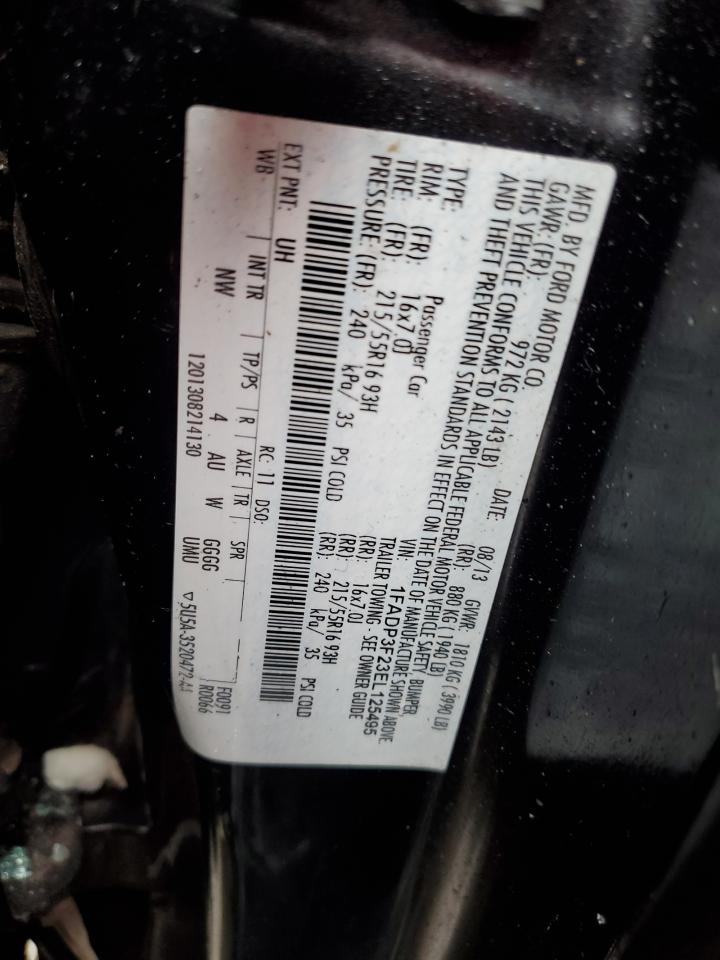 MFD. BY FORD MOTOR CO.
DATE: 08/13 GVWR: 1810 KG ( 3990 LB)
GAWR: (FR): 972 KG ( 2143 LB) (RR): 880 KG ( 1940 LB)
THIS VEHICLE CONFORMS TO ALL APPLICABLE FEDERAL MOTOR VEHICLE SAFETY, BUMPER,
AND THEFT PREVENTION STANDARDS IN EFFECT ON THE DATE OF MANUFACTURE SHOWN ABOVE.
VIN: 1FADP3F23EL125495
TYPE: Passenger Car TRAILER TOWING - SEE OWNER GUIDE
RIM: (FR): 16x7.0J (RR): 16x7.0J
TIRE: (FR): 215/55R16 93H (RR): 215/55R16 93H
PRESSURE: (FR): 240 kPa/ 35 PSI COLD (RR): 240 kPa/ 35 PSI COLD
EXT PNT: UH RC: 11 DSO:
WB INT TR TP/PS R AXLE TR SPR F0091
NW 4 AU W GGGG R0066
1201308214130 UMU ▽5U5A-3520472-AA